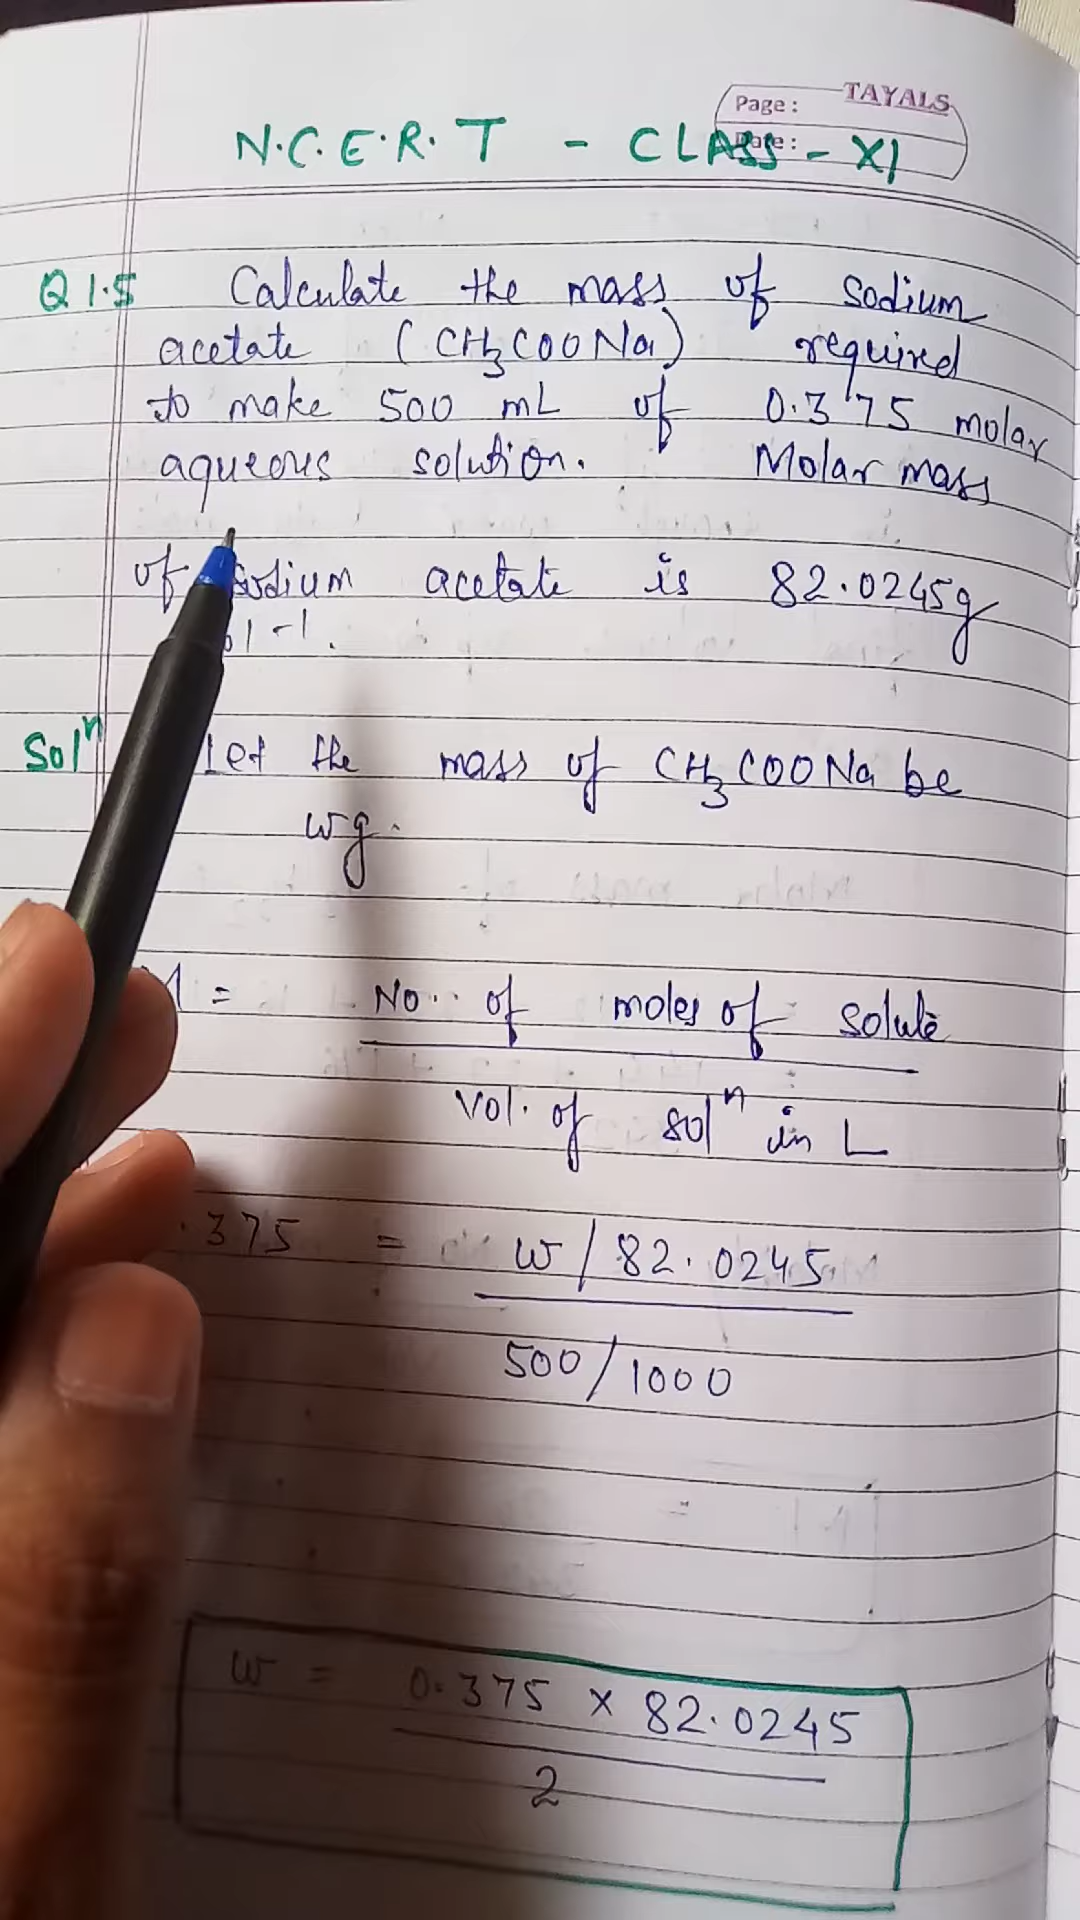 TAYALS
Page :
Date :
N.C.E.R.T - CLASS - XI
Q 1.5 Calculate the mass of sodium
acetate (CH3COONa) required
to make 500 mL of 0.375 molar
aqueous solution. Molar mass
of sodium acetate is 82.0245g
ol-1.
Solⁿ Let the mass of CH3COONa be
wg.
M = No. of moles of solute
Vol. of solⁿ in L
.375 = w / 82.0245
500 / 1000
w = 0.375 × 82.0245
2